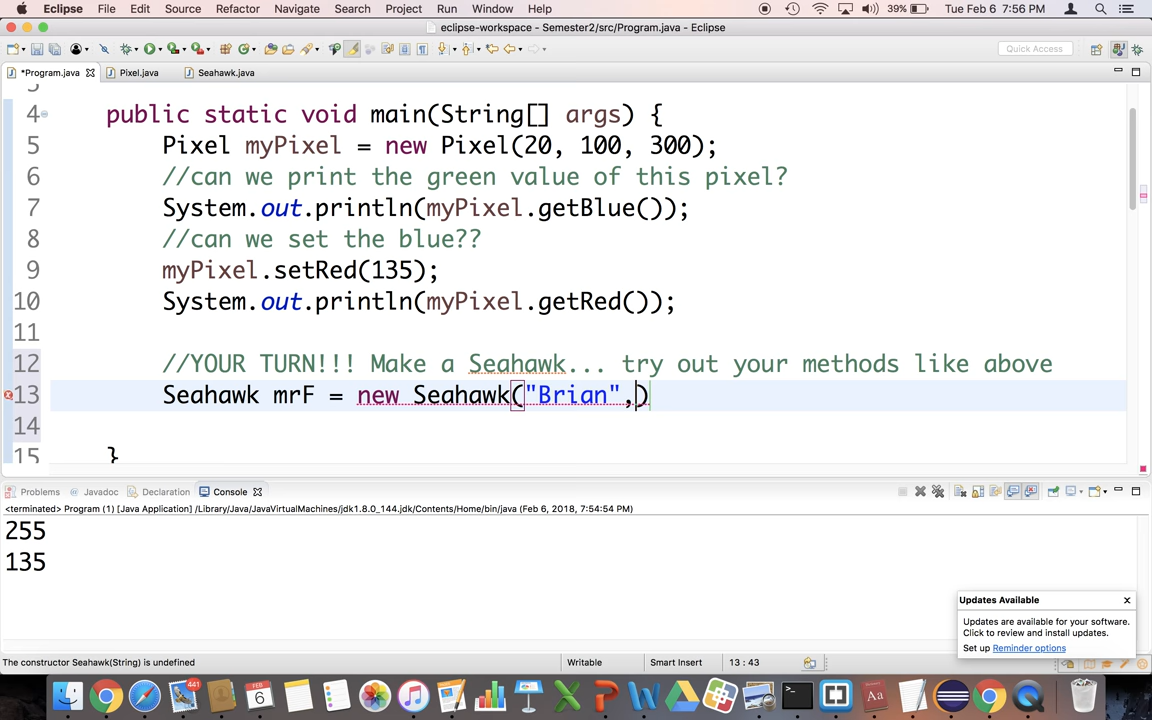 Eclipse File Edit Source Refactor Navigate Search Project Run Window Help 39% Tue Feb 6 7:56 PM
eclipse-workspace - Semester2/src/Program.java - Eclipse
Quick Access
*Program.java Pixel.java Seahawk.java
4 public static void main(String[] args) {
5 Pixel myPixel = new Pixel(20, 100, 300);
6 //can we print the green value of this pixel?
7 System.out.println(myPixel.getBlue());
8 //can we set the blue??
9 myPixel.setRed(135);
10 System.out.println(myPixel.getRed());
11
12 //YOUR TURN!!! Make a Seahawk... try out your methods like above
13 Seahawk mrF = new Seahawk("Brian",)
14
15 }
Problems Javadoc Declaration Console
<terminated> Program (1) [Java Application] /Library/Java/JavaVirtualMachines/jdk1.8.0_144.jdk/Contents/Home/bin/java (Feb 6, 2018, 7:54:54 PM)
255
135
Updates Available
Updates are available for your software.
Click to review and install updates.
Set up Reminder options
The constructor Seahawk(String) is undefined Writable Smart Insert 13 : 43
441
FEB
6